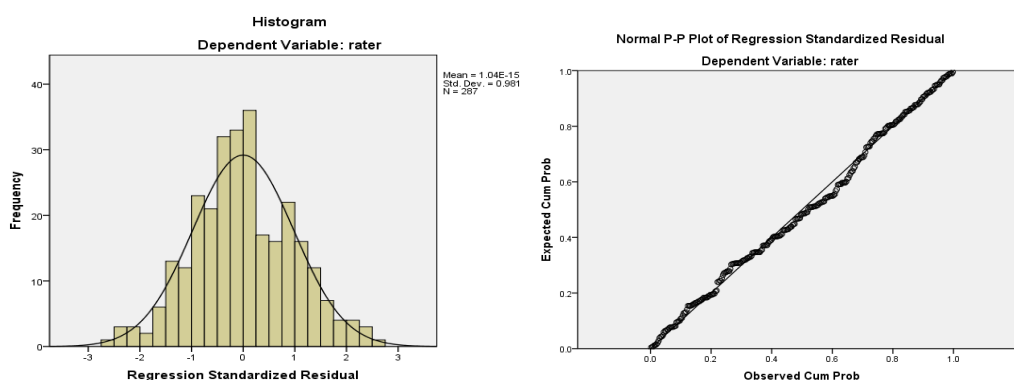 Histogram
Dependent Variable: rater
Mean = 1.04E-15
Std. Dev. = 0.981
N = 287
40
30
20
10
0
Frequency
-3 -2 -1 0 1 2 3
Regression Standardized Residual
Normal P-P Plot of Regression Standardized Residual
Dependent Variable: rater
1.0
0.8
0.6
0.4
0.2
0.0
Expected Cum Prob
0.0 0.2 0.4 0.6 0.8 1.0
Observed Cum Prob